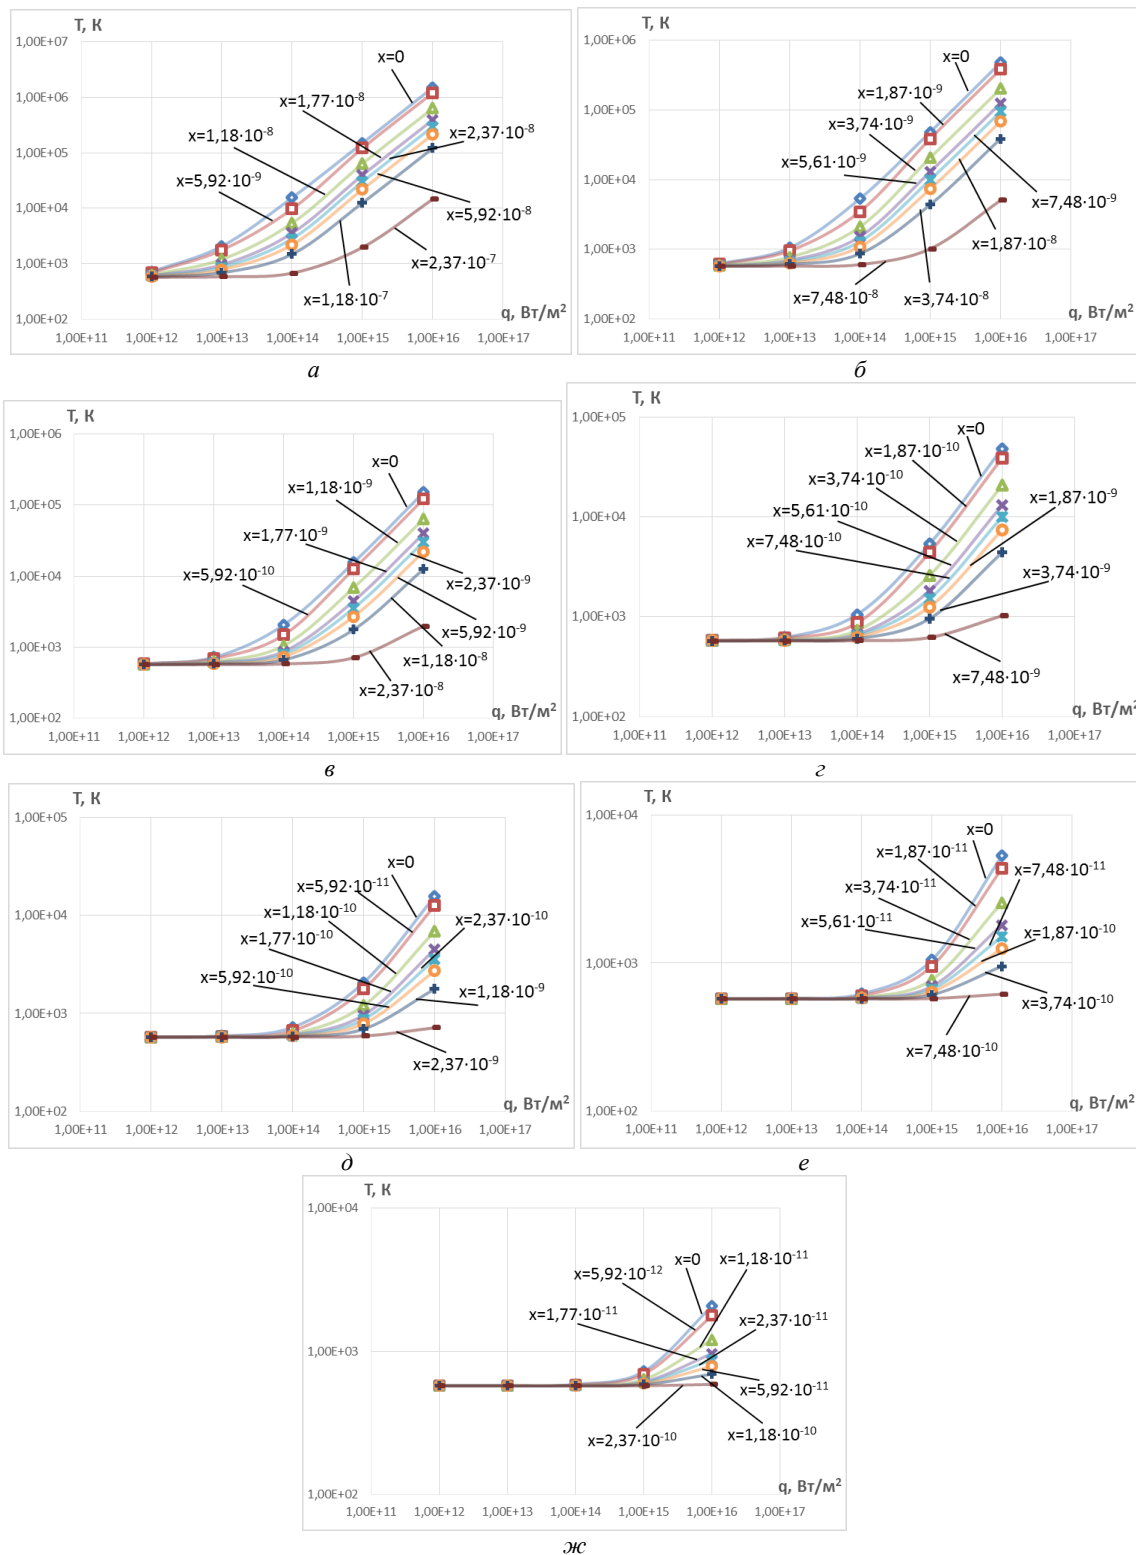 T, K
1,00E+07
1,00E+06
1,00E+05
1,00E+04
1,00E+03
1,00E+02
x=0
x=1,77·10⁻⁸
x=1,18·10⁻⁸
x=2,37·10⁻⁸
x=5,92·10⁻⁹
x=5,92·10⁻⁸
x=2,37·10⁻⁷
x=1,18·10⁻⁷
q, Вт/м²
1,00E+11 1,00E+12 1,00E+13 1,00E+14 1,00E+15 1,00E+16 1,00E+17
а
T, K
1,00E+06
1,00E+05
1,00E+04
1,00E+03
1,00E+02
x=0
x=1,87·10⁻⁹
x=3,74·10⁻⁹
x=5,61·10⁻⁹
x=7,48·10⁻⁹
x=1,87·10⁻⁸
x=7,48·10⁻⁸
x=3,74·10⁻⁸
q, Вт/м²
1,00E+11 1,00E+12 1,00E+13 1,00E+14 1,00E+15 1,00E+16 1,00E+17
б
T, K
1,00E+06
1,00E+05
1,00E+04
1,00E+03
1,00E+02
x=0
x=1,18·10⁻⁹
x=1,77·10⁻⁹
x=5,92·10⁻¹⁰
x=2,37·10⁻⁹
x=5,92·10⁻⁹
x=1,18·10⁻⁸
x=2,37·10⁻⁸
q, Вт/м²
1,00E+11 1,00E+12 1,00E+13 1,00E+14 1,00E+15 1,00E+16 1,00E+17
в
T, K
1,00E+05
1,00E+04
1,00E+03
1,00E+02
x=0
x=1,87·10⁻¹⁰
x=3,74·10⁻¹⁰
x=1,87·10⁻⁹
x=5,61·10⁻¹⁰
x=7,48·10⁻¹⁰
x=3,74·10⁻⁹
x=7,48·10⁻⁹
q, Вт/м²
1,00E+11 1,00E+12 1,00E+13 1,00E+14 1,00E+15 1,00E+16 1,00E+17
г
T, K
1,00E+05
1,00E+04
1,00E+03
1,00E+02
x=0
x=5,92·10⁻¹¹
x=1,18·10⁻¹⁰
x=2,37·10⁻¹⁰
x=1,77·10⁻¹⁰
x=5,92·10⁻¹⁰
x=1,18·10⁻⁹
x=2,37·10⁻⁹
q, Вт/м²
1,00E+11 1,00E+12 1,00E+13 1,00E+14 1,00E+15 1,00E+16 1,00E+17
д
T, K
1,00E+04
1,00E+03
1,00E+02
x=0
x=1,87·10⁻¹¹
x=7,48·10⁻¹¹
x=3,74·10⁻¹¹
x=5,61·10⁻¹¹
x=1,87·10⁻¹⁰
x=3,74·10⁻¹⁰
x=7,48·10⁻¹⁰
q, Вт/м²
1,00E+11 1,00E+12 1,00E+13 1,00E+14 1,00E+15 1,00E+16 1,00E+17
е
T, K
1,00E+04
1,00E+03
1,00E+02
x=0
x=1,18·10⁻¹¹
x=5,92·10⁻¹²
x=1,77·10⁻¹¹
x=2,37·10⁻¹¹
x=5,92·10⁻¹¹
x=1,18·10⁻¹⁰
x=2,37·10⁻¹⁰
q, Вт/м²
1,00E+11 1,00E+12 1,00E+13 1,00E+14 1,00E+15 1,00E+16 1,00E+17
ж